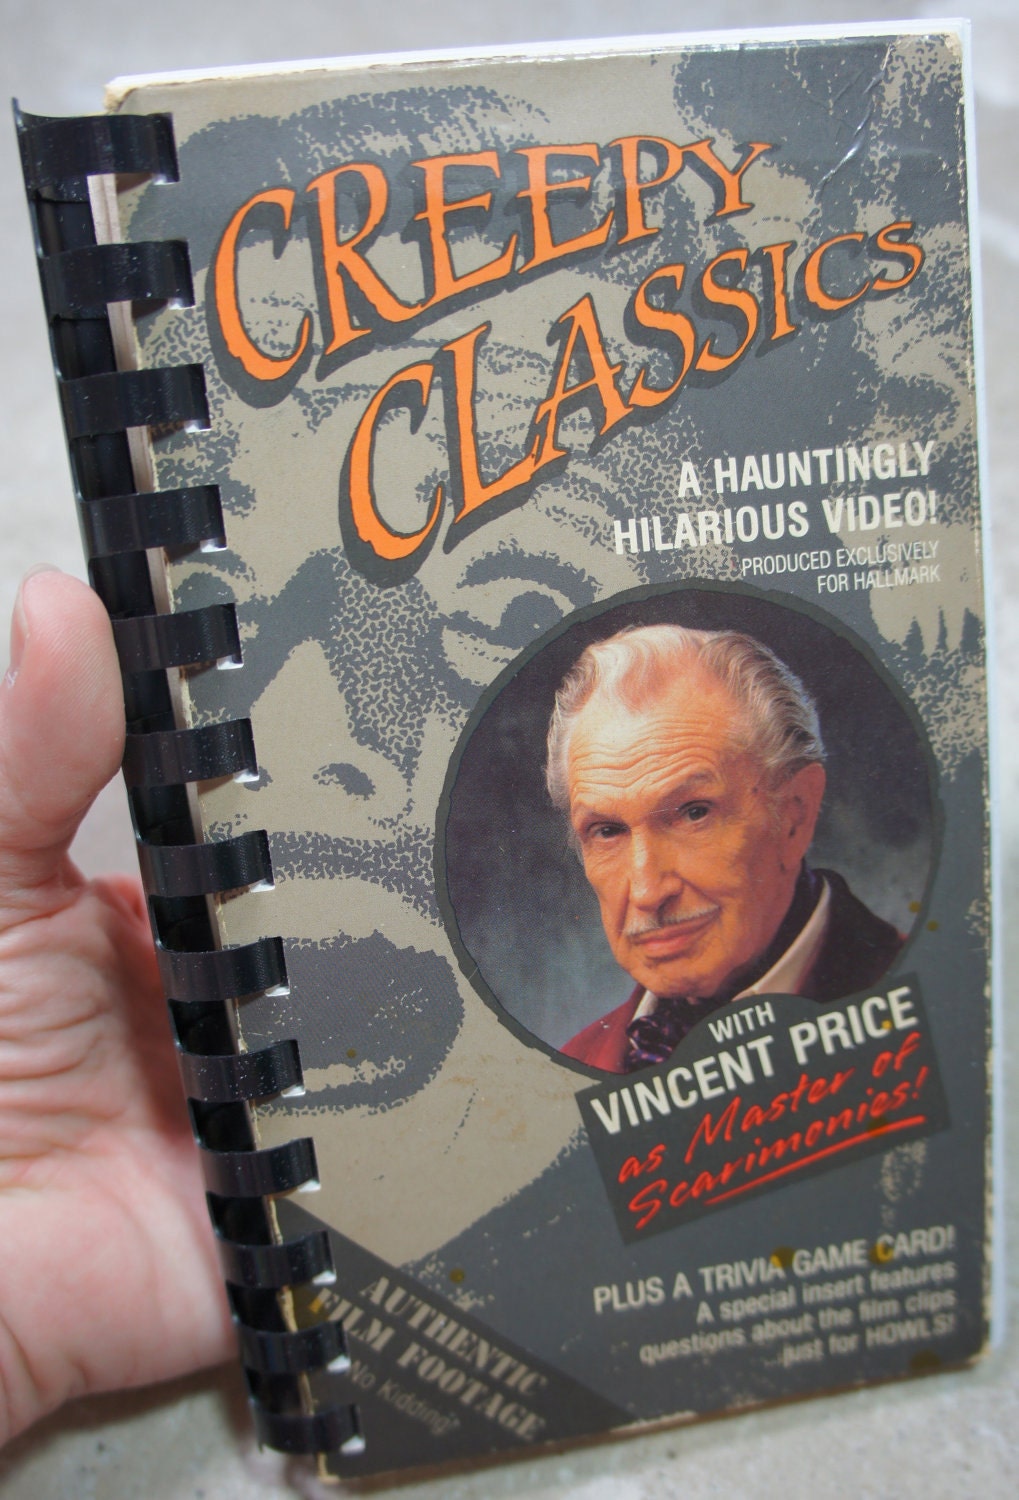 CREEPY
CLASSICS
A HAUNTINGLY
HILARIOUS VIDEO!
PRODUCED EXCLUSIVELY
FOR HALLMARK
WITH
VINCENT PRICE
as Master of
Scarimonies!
PLUS A TRIVIA GAME CARD!
A special insert features
questions about the film clips
just for HOWLS!
AUTHENTIC
FILM FOOTAGE
No Kidding